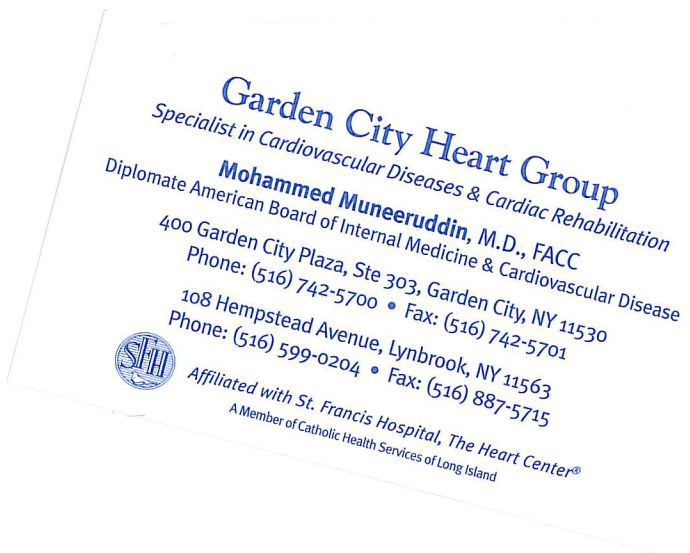 Garden City Heart Group
Specialist in Cardiovascular Diseases & Cardiac Rehabilitation
Mohammed Muneeruddin, M.D., FACC
Diplomate American Board of Internal Medicine & Cardiovascular Disease
400 Garden City Plaza, Ste 303, Garden City, NY 11530
Phone: (516) 742-5700 • Fax: (516) 742-5701
108 Hempstead Avenue, Lynbrook, NY 11563
Phone: (516) 599-0204 • Fax: (516) 887-5715
SFH
Affiliated with St. Francis Hospital, The Heart Center®
A Member of Catholic Health Services of Long Island